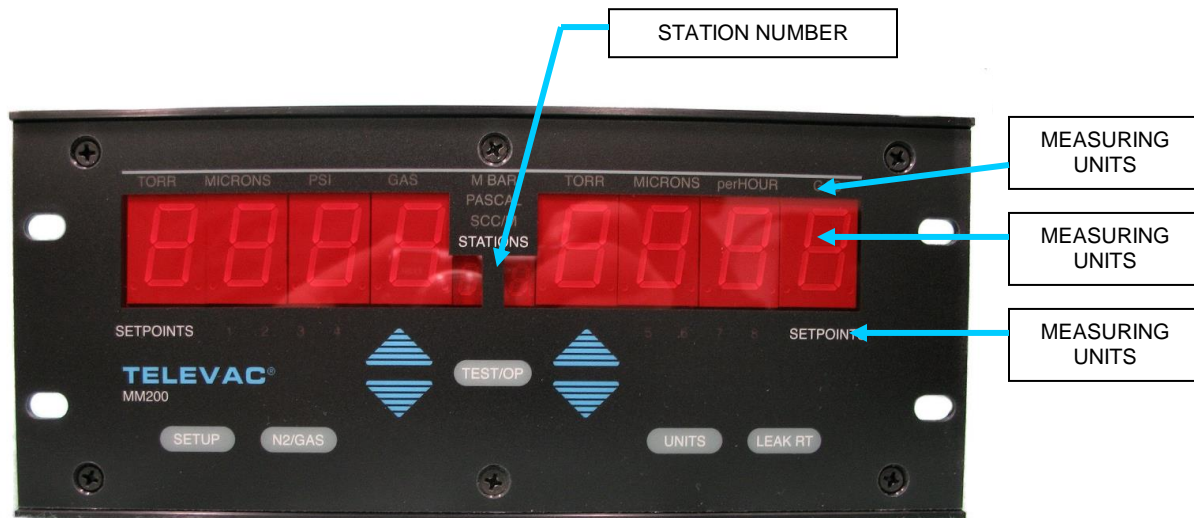 STATION NUMBER
MEASURING
UNITS
TORR MICRONS PSI GAS M BAR TORR MICRONS perHOUR
PASCAL
SCC/M
STATIONS
MEASURING
UNITS
SETPOINTS 1 2 3 4 5 6 7 8 SETPOINTS
MEASURING
UNITS
TELEVAC®
MM200
TEST/OP
SETUP N2/GAS UNITS LEAK RT